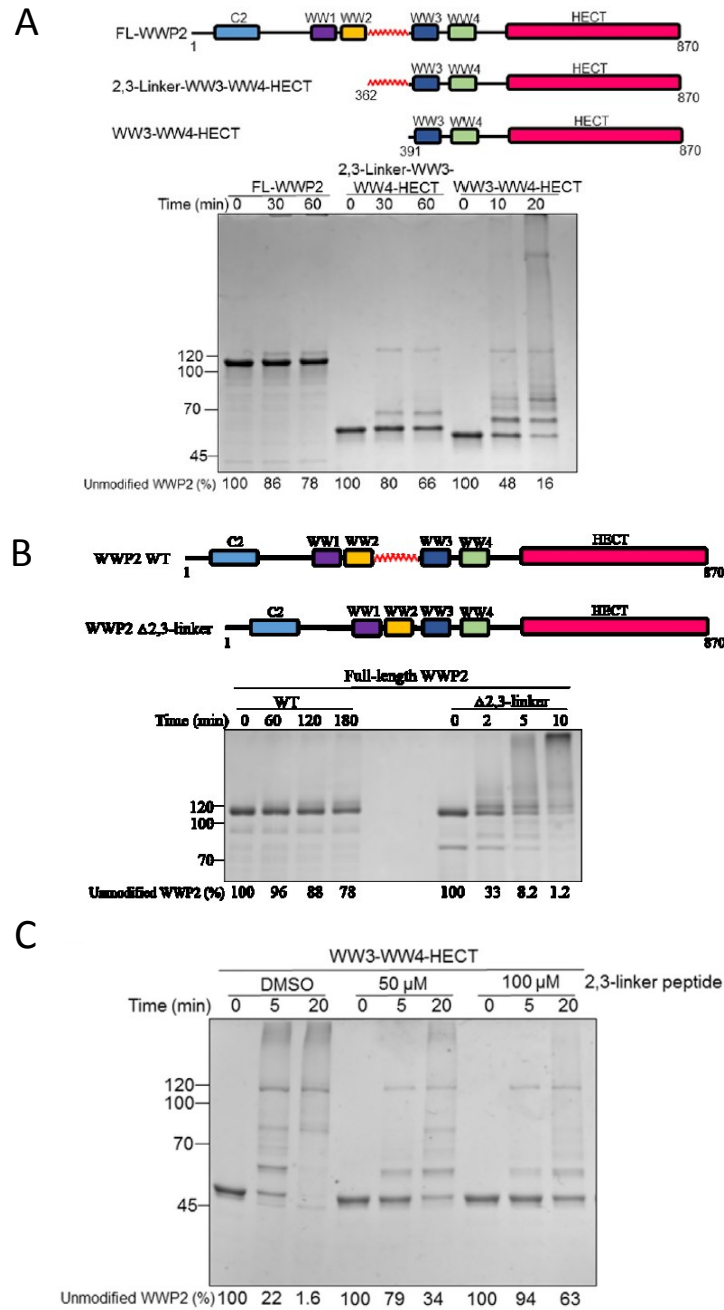 A
C2 WW1 WW2 WW3 WW4 HECT
FL-WWP2
1 870
WW3 WW4 HECT
2,3-Linker-WW3-WW4-HECT
362 870
WW3 WW4 HECT
WW3-WW4-HECT
391 870
2,3-Linker-WW3-
FL-WWP2 WW4-HECT WW3-WW4-HECT
Time (min) 0 30 60 0 30 60 0 10 20
120
100
70
45
Unmodified WWP2 (%) 100 86 78 100 80 66 100 48 16
B
C2 WW1 WW2 WW3 WW4 HECT
WWP2 WT
1 870
C2 WW1 WW2 WW3 WW4 HECT
WWP2 Δ2,3-linker
1 870
Full-length WWP2
WT Δ2,3-linker
Time (min) 0 60 120 180 0 2 5 10
120
100
70
Unmodified WWP2 (%) 100 96 88 78 100 33 8.2 1.2
C
WW3-WW4-HECT
DMSO 50 μM 100 μM 2,3-linker peptide
Time (min) 0 5 20 0 5 20 0 5 20
120
100
70
45
Unmodified WWP2 (%) 100 22 1.6 100 79 34 100 94 63